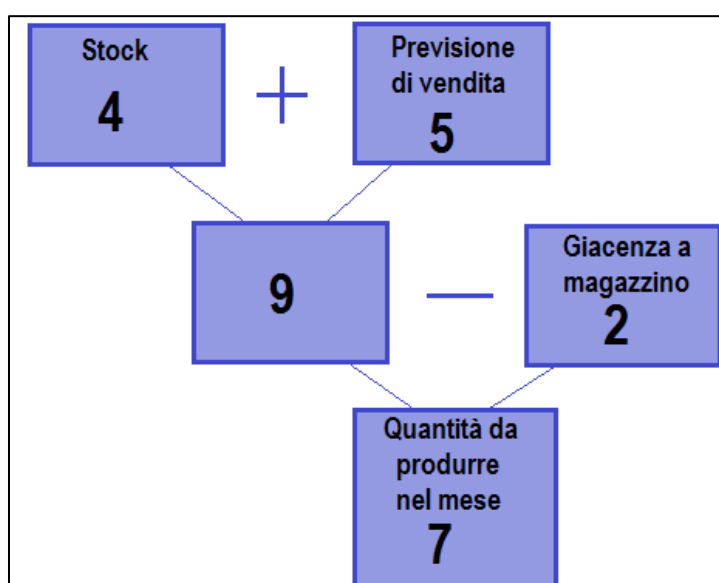 Stock
4
+
Previsione
di vendita
5
9
—
Giacenza a
magazzino
2
Quantità da
produrre
nel mese
7